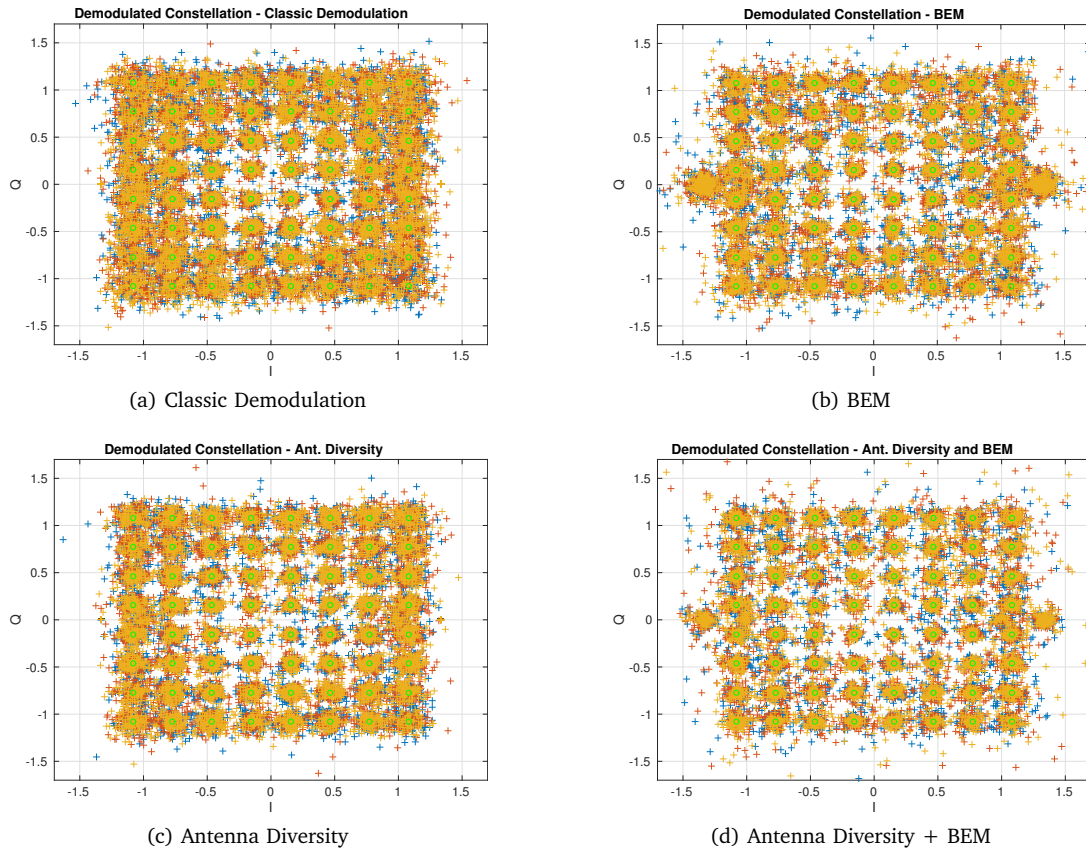 Demodulated Constellation - Classic Demodulation
1.5
1
0.5
0
-0.5
-1
-1.5
Q
-1.5 -1 -0.5 0 0.5 1 1.5
I
(a) Classic Demodulation
Demodulated Constellation - BEM
1.5
1
0.5
0
-0.5
-1
-1.5
Q
-1.5 -1 -0.5 0 0.5 1 1.5
I
(b) BEM
Demodulated Constellation - Ant. Diversity
1.5
1
0.5
0
-0.5
-1
-1.5
Q
-1.5 -1 -0.5 0 0.5 1 1.5
I
(c) Antenna Diversity
Demodulated Constellation - Ant. Diversity and BEM
1.5
1
0.5
0
-0.5
-1
-1.5
Q
-1.5 -1 -0.5 0 0.5 1 1.5
I
(d) Antenna Diversity + BEM